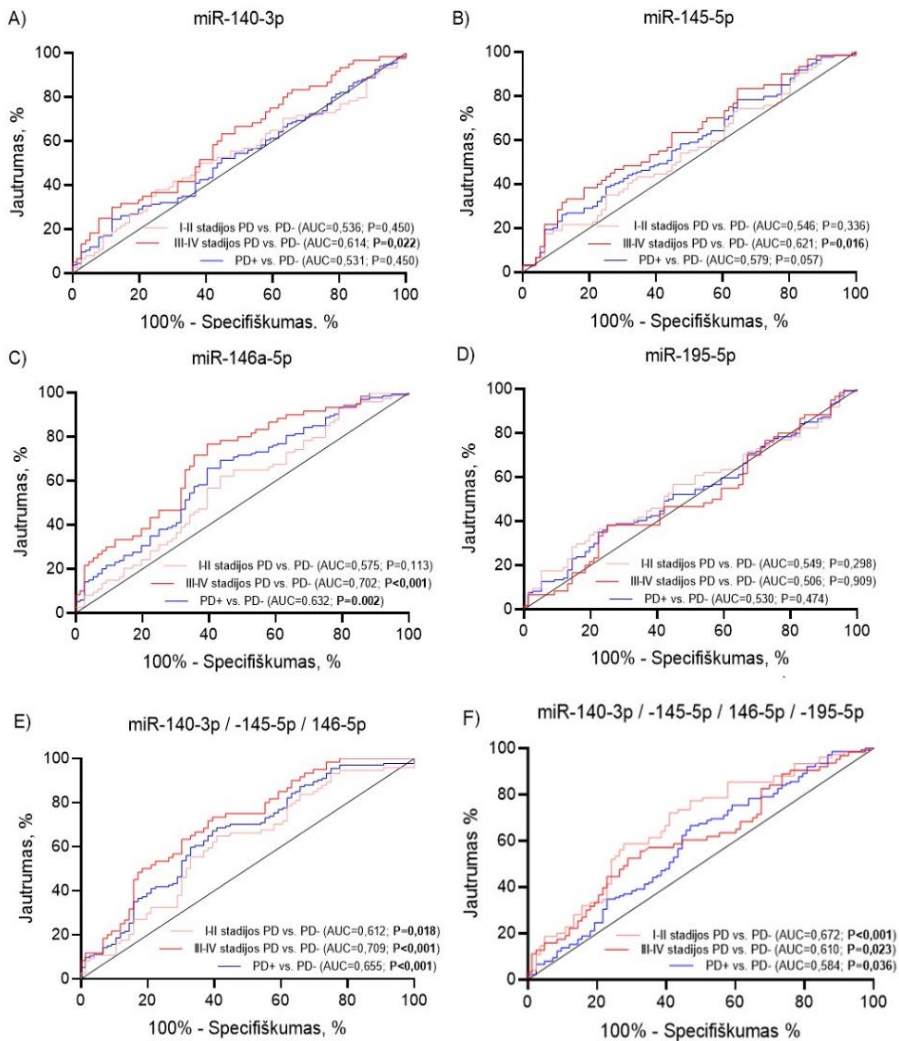 A) miR-140-3p
Jautrumas, %
100
80
60
40
20
0
I-II stadijos PD vs. PD- (AUC=0,536; P=0,450)
III-IV stadijos PD vs. PD- (AUC=0,614; P=0,022)
PD+ vs. PD- (AUC=0,531; P=0,450)
0 20 40 60 80 100
100% - Specifiškumas. %
B) miR-145-5p
Jautrumas, %
100
80
60
40
20
0
I-II stadijos PD vs. PD- (AUC=0,546; P=0,336)
III-IV stadijos PD vs. PD- (AUC=0,621; P=0,016)
PD+ vs. PD- (AUC=0,579; P=0,057)
0 20 40 60 80 100
100% - Specifiškumas, %
C) miR-146a-5p
Jautrumas, %
100
80
60
40
20
0
I-II stadijos PD vs. PD- (AUC=0,575; P=0,113)
III-IV stadijos PD vs. PD- (AUC=0,702; P<0,001)
PD+ vs. PD- (AUC=0.632; P=0.002)
0 20 40 60 80 100
100% - Specifiškumas, %
D) miR-195-5p
Jautrumas, %
100
80
60
40
20
0
I-II stadijos PD vs. PD- (AUC=0,549; P=0,298)
III-IV stadijos PD vs. PD- (AUC=0,506; P=0,909)
PD+ vs. PD- (AUC=0,530; P=0,474)
0 20 40 60 80 100
100% - Specifiškumas, %
E) miR-140-3p / -145-5p / 146-5p
Jautrumas, %
100
80
60
40
20
0
I-II stadijos PD vs. PD- (AUC=0,612; P=0,018)
III-IV stadijos PD vs. PD- (AUC=0,709; P<0,001)
PD+ vs. PD- (AUC=0,655; P<0,001)
0 20 40 60 80 100
100% - Specifiškumas, %
F) miR-140-3p / -145-5p / 146-5p / -195-5p
Jautrumas %
100
80
60
40
20
0
I-II stadijos PD vs. PD- (AUC=0,672; P<0,001)
III-IV stadijos PD vs. PD- (AUC=0,610; P=0,023)
PD+ vs. PD- (AUC=0,584; P=0,036)
0 20 40 60 80 100
100% - Specifiškumas %